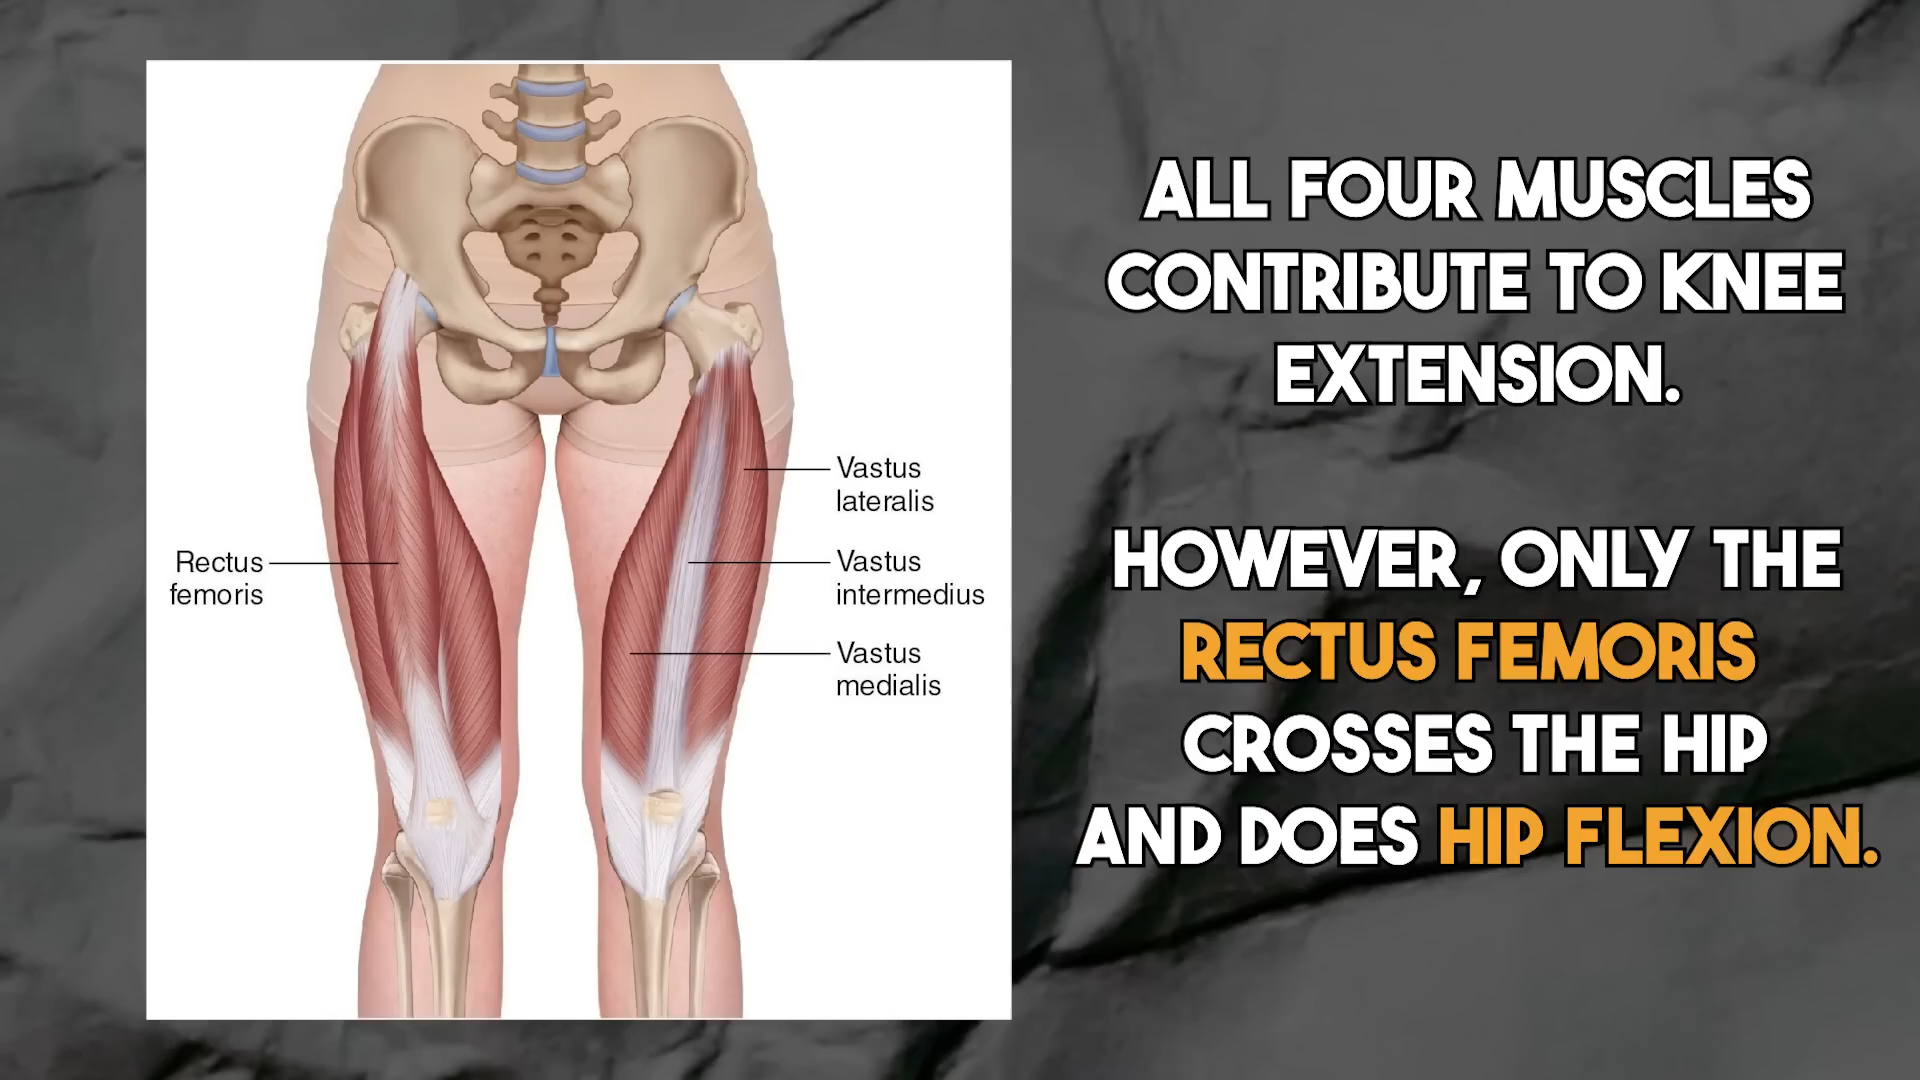 Rectus
femoris
Vastus
lateralis
Vastus
intermedius
Vastus
medialis
ALL FOUR MUSCLES
CONTRIBUTE TO KNEE
EXTENSION.
HOWEVER, ONLY THE
RECTUS FEMORIS
CROSSES THE HIP
AND DOES HIP FLEXION.